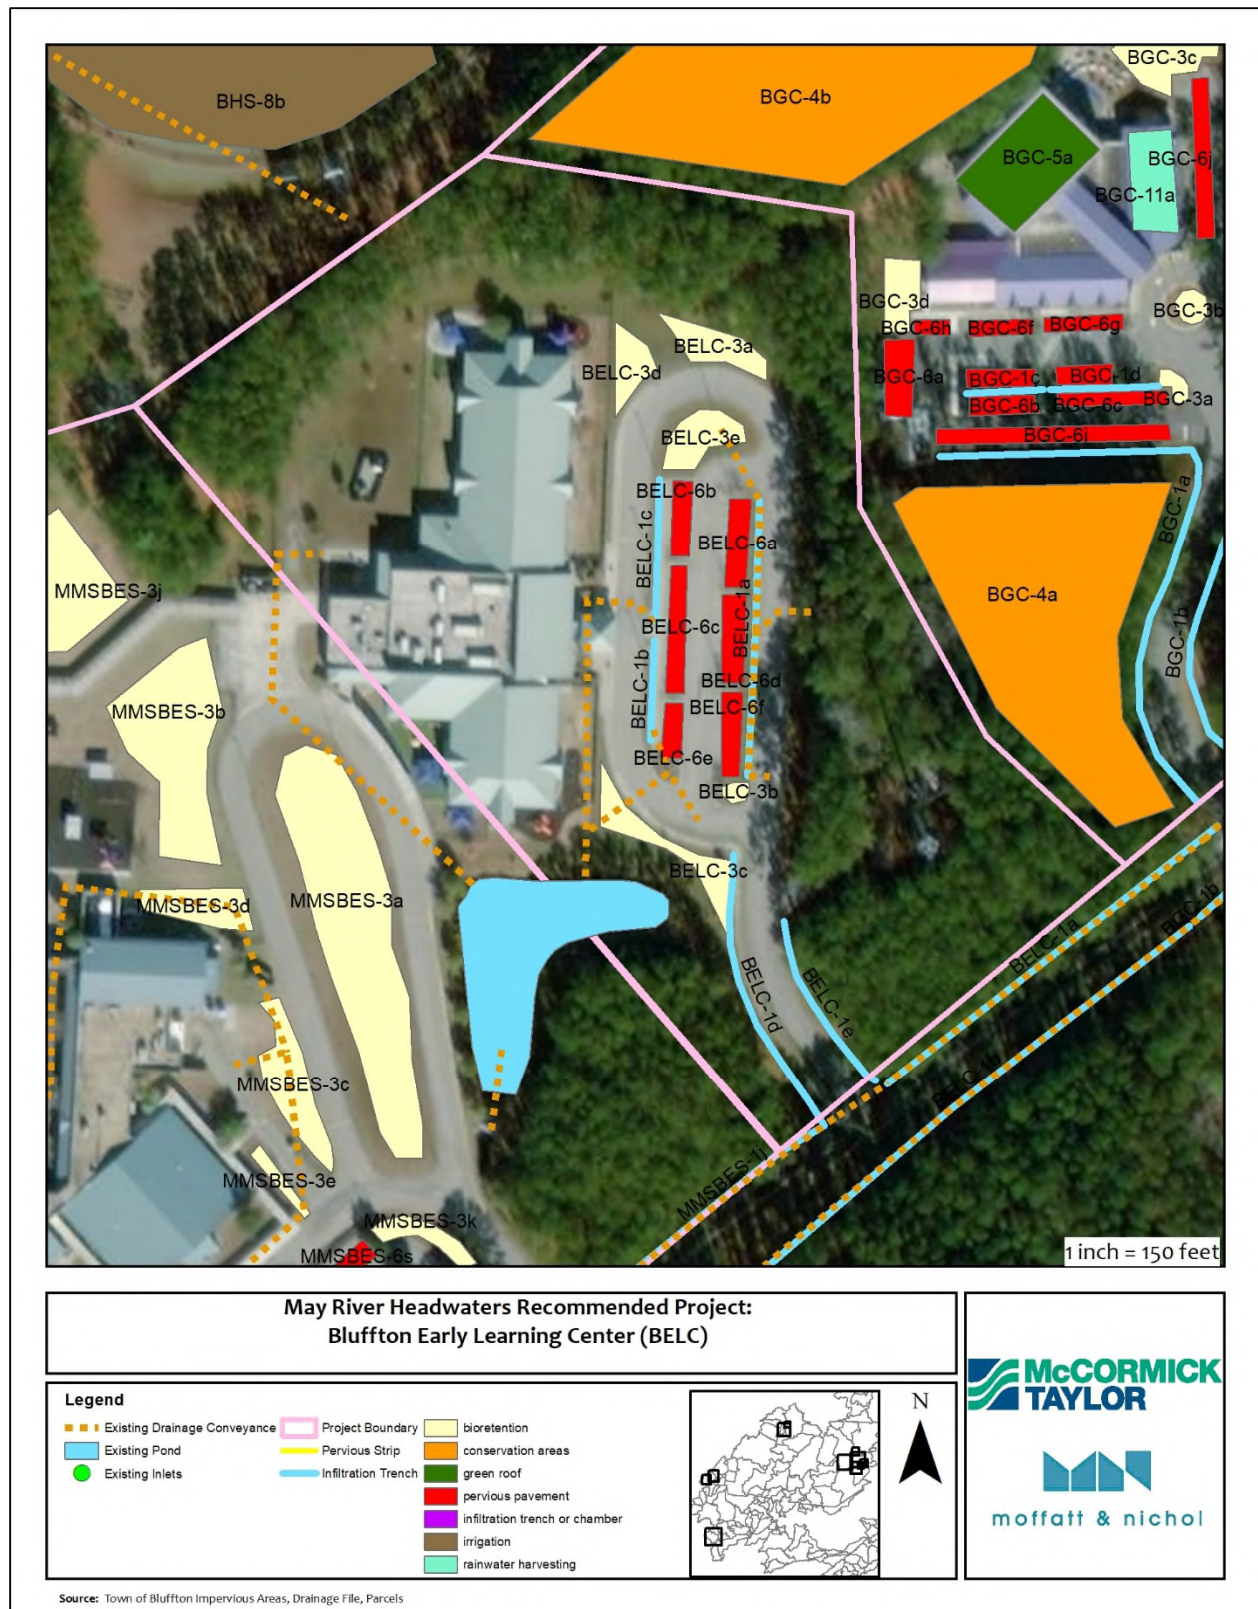 BGC-3c
BHS-8b
BGC-4b
BGC-5a
BGC-6j
BGC-11a
BGC-3d
BGC-3b
BGC-6h
BGC-6f
BGC-6g
BELC-3a
BELC-3d
BGC-6a
BGC-1c
BGC-1d
BGC-6b
BGC-6c
BGC-3a
BELC-3e
BGC-6j
BELC-6b
BELC-1c
BGC-1a
BELC-6a
MMSBES-3j
BELC-1a
BGC-4a
BELC-6c
BGC-1b
BELC-1b
BELC-6d
MMSBES-3b
BELC-6f
BELC-6e
BELC-3b
BELC-3c
MMSBES-3d
MMSBES-3a
BGC-1b
BELC-1a
BELC-1d
BELC-1e
MMSBES-3c
MMSBES-1j
MMSBES-3e
MMSBES-3k
MMSBES-6s
1 inch = 150 feet
May River Headwaters Recommended Project:
Bluffton Early Learning Center (BELC)
Legend
Existing Drainage Conveyance
Existing Pond
Existing Inlets
Project Boundary
Pervious Strip
Infiltration Trench
bioretention
conservation areas
green roof
pervious pavement
infiltration trench or chamber
irrigation
rainwater harvesting
N
McCORMICK
TAYLOR
moffatt & nichol
Source: Town of Bluffton Impervious Areas, Drainage File, Parcels